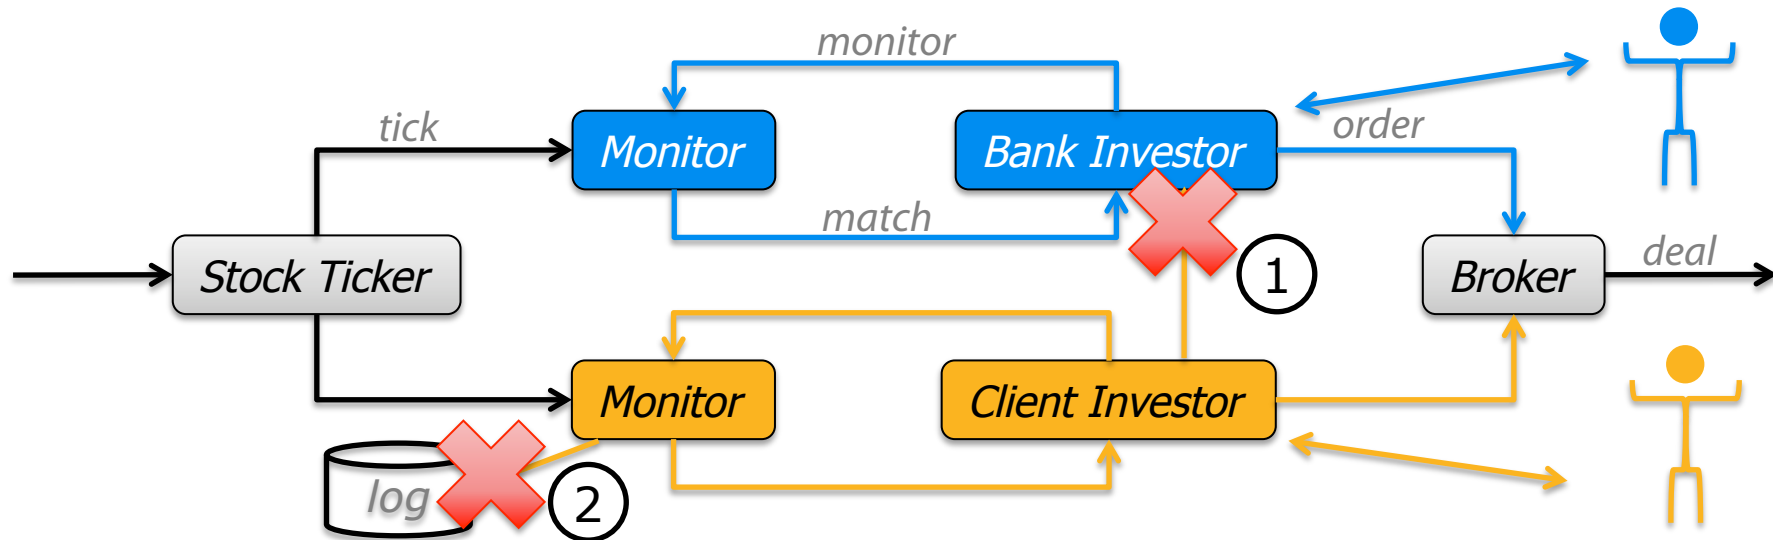 monitor
tick
order
Monitor
Bank Investor
match
deal
Stock Ticker
1
Broker
Monitor
Client Investor
log
2